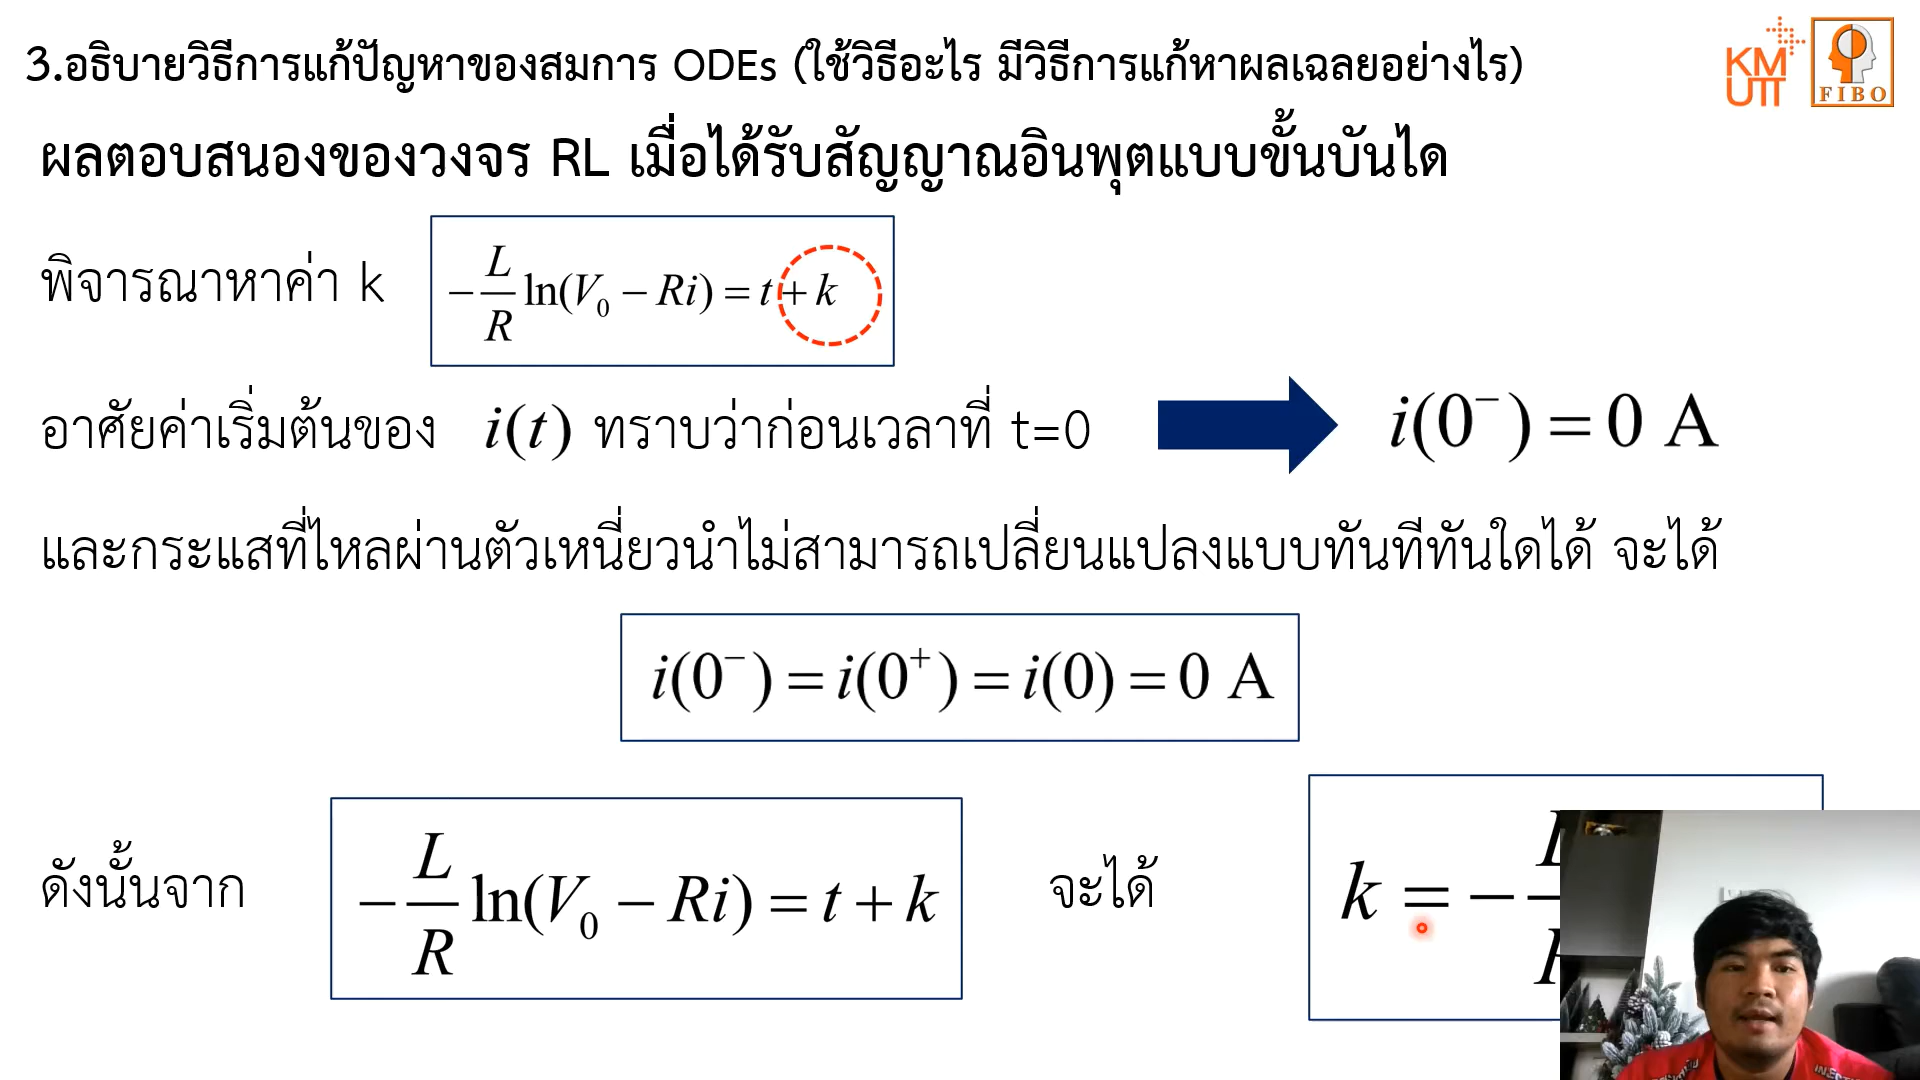 3.อธิบายวิธีการแก้ปัญหาของสมการ ODEs (ใช้วิธีอะไร มีวิธีการแก้หาผลเฉลยอย่างไร)
KMUTT
FIBO
ผลตอบสนองของวงจร RL เมื่อได้รับสัญญาณอินพุตแบบขั้นบันได
พิจารณาหาค่า k −L/R ln(V₀ − Ri) = t + k
อาศัยค่าเริ่มต้นของ i(t) ทราบว่าก่อนเวลาที่ t=0 i(0⁻) = 0 A
และกระแสที่ไหลผ่านตัวเหนี่ยวนำไม่สามารถเปลี่ยนแปลงแบบทันทีทันใดได้ จะได้
i(0⁻) = i(0⁺) = i(0) = 0 A
ดังนั้นจาก −L/R ln(V₀ − Ri) = t + k จะได้ k = −